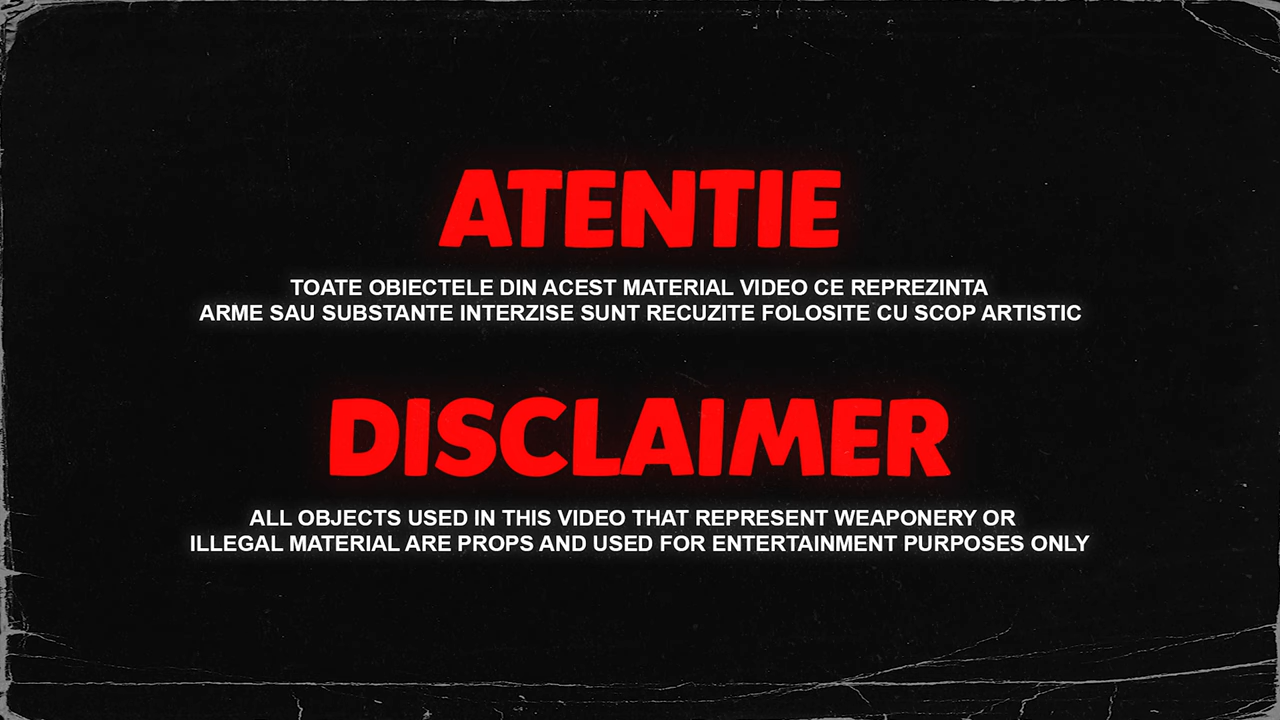 ATENTIE
TOATE OBIECTELE DIN ACEST MATERIAL VIDEO CE REPREZINTA
ARME SAU SUBSTANTE INTERZISE SUNT RECUZITE FOLOSITE CU SCOP ARTISTIC
DISCLAIMER
ALL OBJECTS USED IN THIS VIDEO THAT REPRESENT WEAPONERY OR
ILLEGAL MATERIAL ARE PROPS AND USED FOR ENTERTAINMENT PURPOSES ONLY